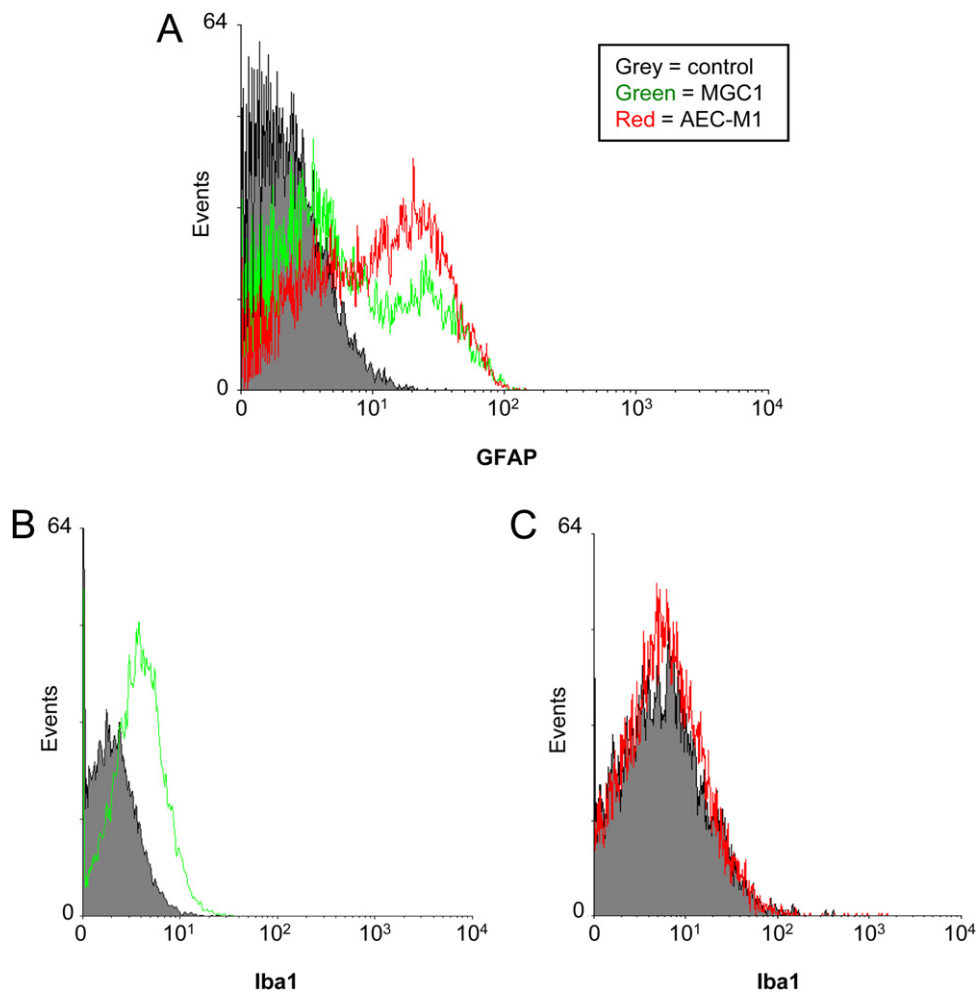 A
64
Events
0
0 10¹ 10² 10³ 10⁴
GFAP
Grey = control
Green = MGC1
Red = AEC-M1
B
64
Events
0
0 10¹ 10² 10³ 10⁴
Iba1
C
64
Events
0
0 10¹ 10² 10³ 10⁴
Iba1